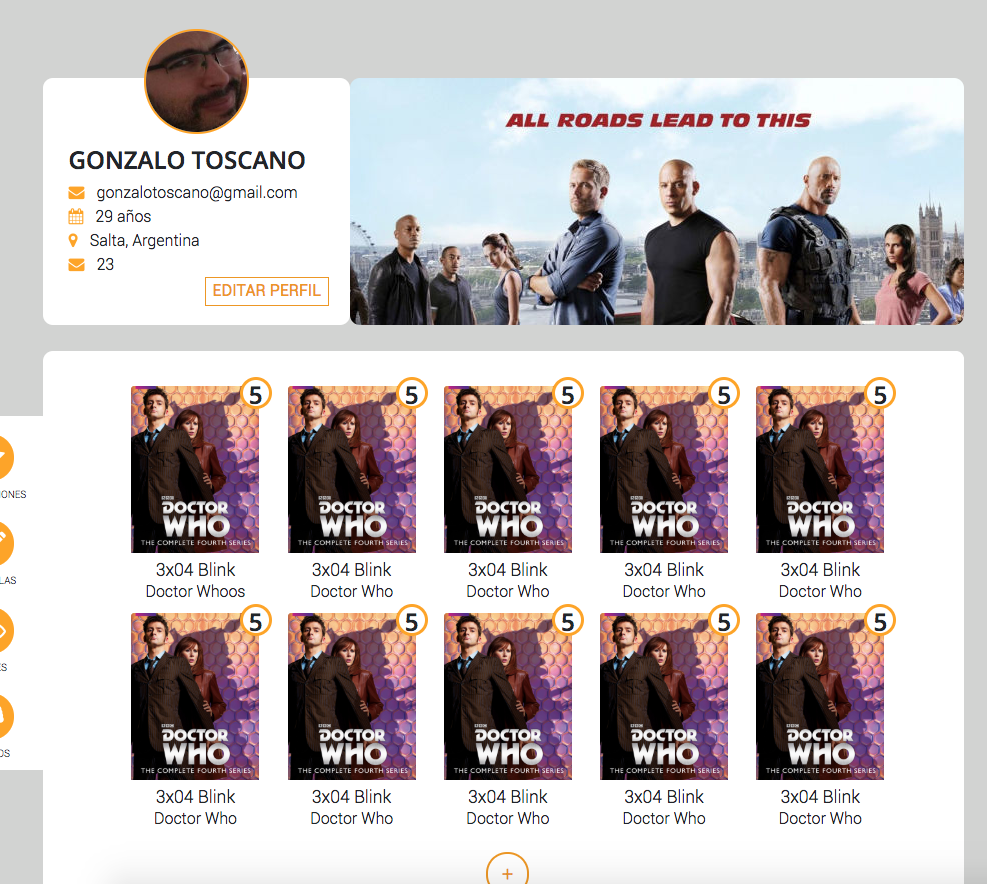 ALL ROADS LEAD TO THIS
GONZALO TOSCANO
gonzalotoscano@gmail.com
29 años
Salta, Argentina
23
EDITAR PERFIL
5 5 5 5 5
BBC BBC BBC BBC BBC
DOCTOR DOCTOR DOCTOR DOCTOR DOCTOR
WHO WHO WHO WHO WHO
THE COMPLETE FOURTH SERIES THE COMPLETE FOURTH SERIES THE COMPLETE FOURTH SERIES THE COMPLETE FOURTH SERIES THE COMPLETE FOURTH SERIES
3x04 Blink 3x04 Blink 3x04 Blink 3x04 Blink 3x04 Blink
Doctor Whoos Doctor Who Doctor Who Doctor Who Doctor Who
5 5 5 5 5
BBC BBC BBC BBC BBC
DOCTOR DOCTOR DOCTOR DOCTOR DOCTOR
WHO WHO WHO WHO WHO
THE COMPLETE FOURTH SERIES THE COMPLETE FOURTH SERIES THE COMPLETE FOURTH SERIES THE COMPLETE FOURTH SERIES THE COMPLETE FOURTH SERIES
3x04 Blink 3x04 Blink 3x04 Blink 3x04 Blink 3x04 Blink
Doctor Who Doctor Who Doctor Who Doctor Who Doctor Who
+
IONES
LAS
ES
OS